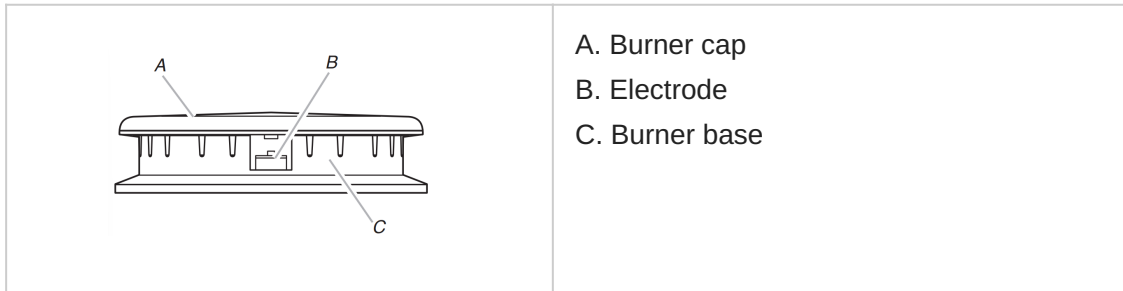 A
B
C
A. Burner cap
B. Electrode
C. Burner base